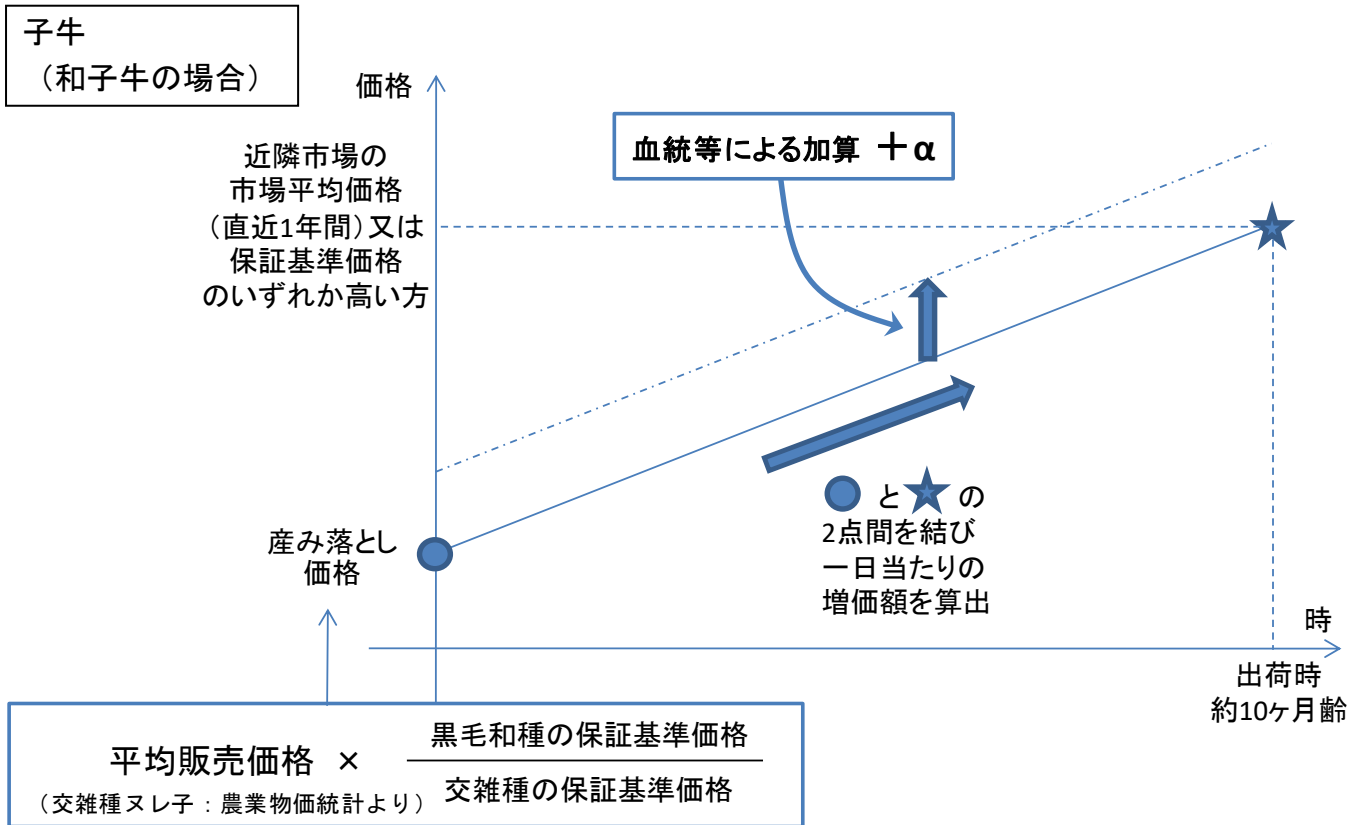 子牛
（和子牛の場合）
価格
近隣市場の
市場平均価格
（直近1年間）又は
保証基準価格
のいずれか高い方
血統等による加算 ＋α
●と★の
2点間を結び
一日当たりの
増価額を算出
産み落とし
価格
時
出荷時
約10ヶ月齢
平均販売価格 ×
（交雑種ヌレ子：農業物価統計より）
黒毛和種の保証基準価格
交雑種の保証基準価格